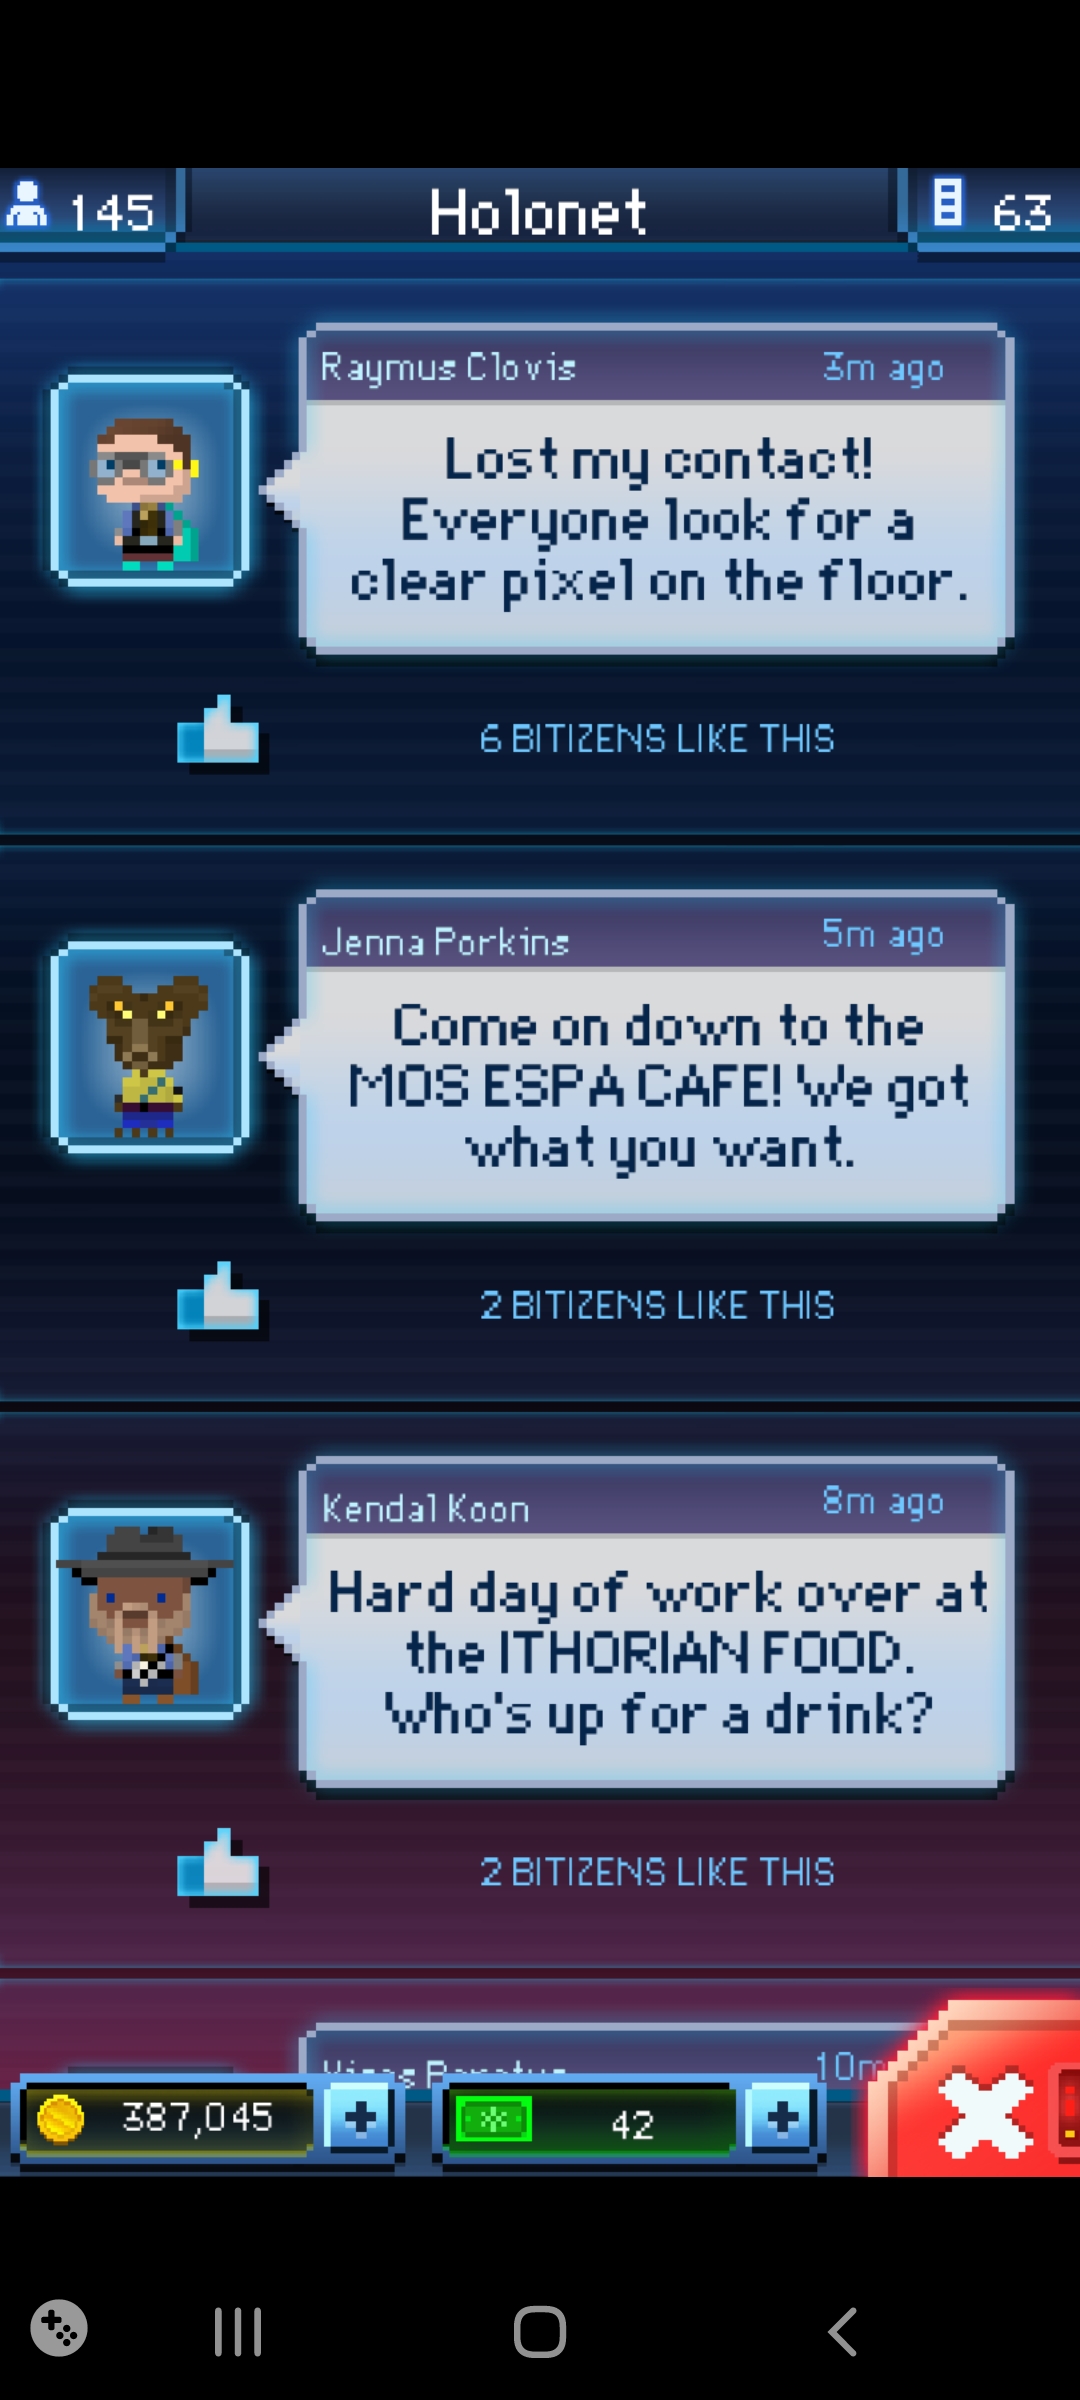 145
Holonet
63
Raymus Clovis
3m ago
Lost my contact!
Everyone look for a
clear pixel on the floor.
6 BITIZENS LIKE THIS
Jenna Porkins
5m ago
Come on down to the
MOS ESPA CAFE! We got
what you want.
2 BITIZENS LIKE THIS
Kendal Koon
8m ago
Hard day of work over at
the ITHORIAN FOOD.
Who's up for a drink?
2 BITIZENS LIKE THIS
10m
387,045
42